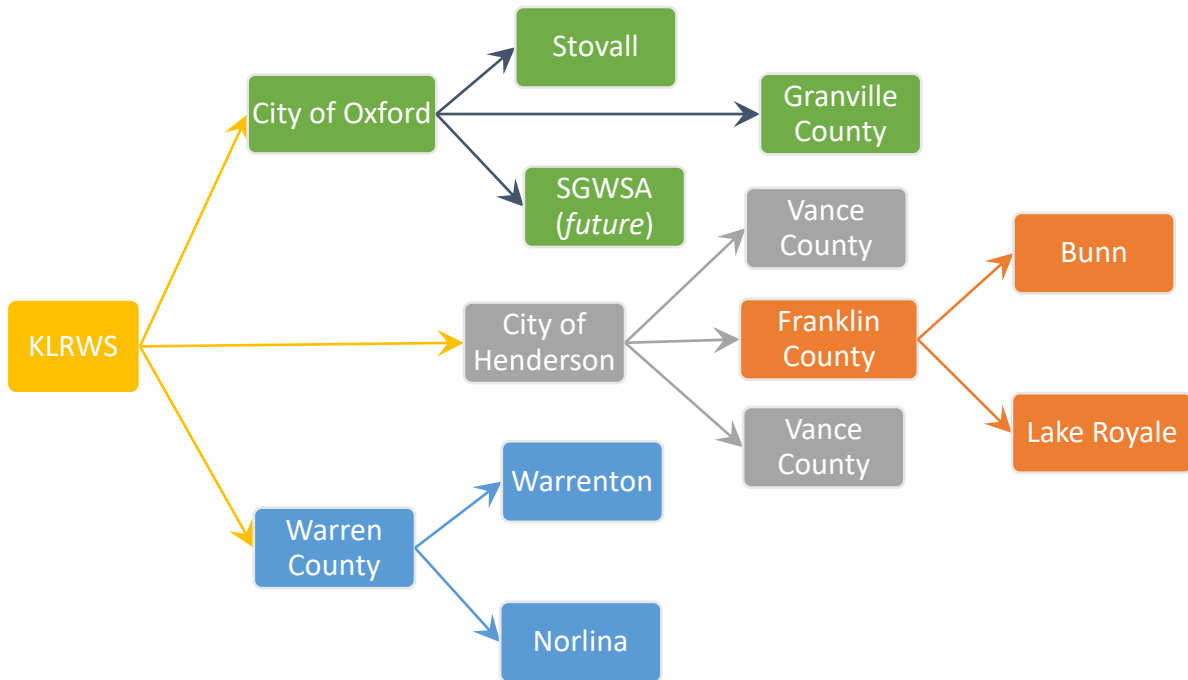 Stovall
City of Oxford
Granville
County
SGWSA
(future)
Vance
County
Bunn
KLRWS
City of
Henderson
Franklin
County
Vance
County
Lake Royale
Warrenton
Warren
County
Norlina